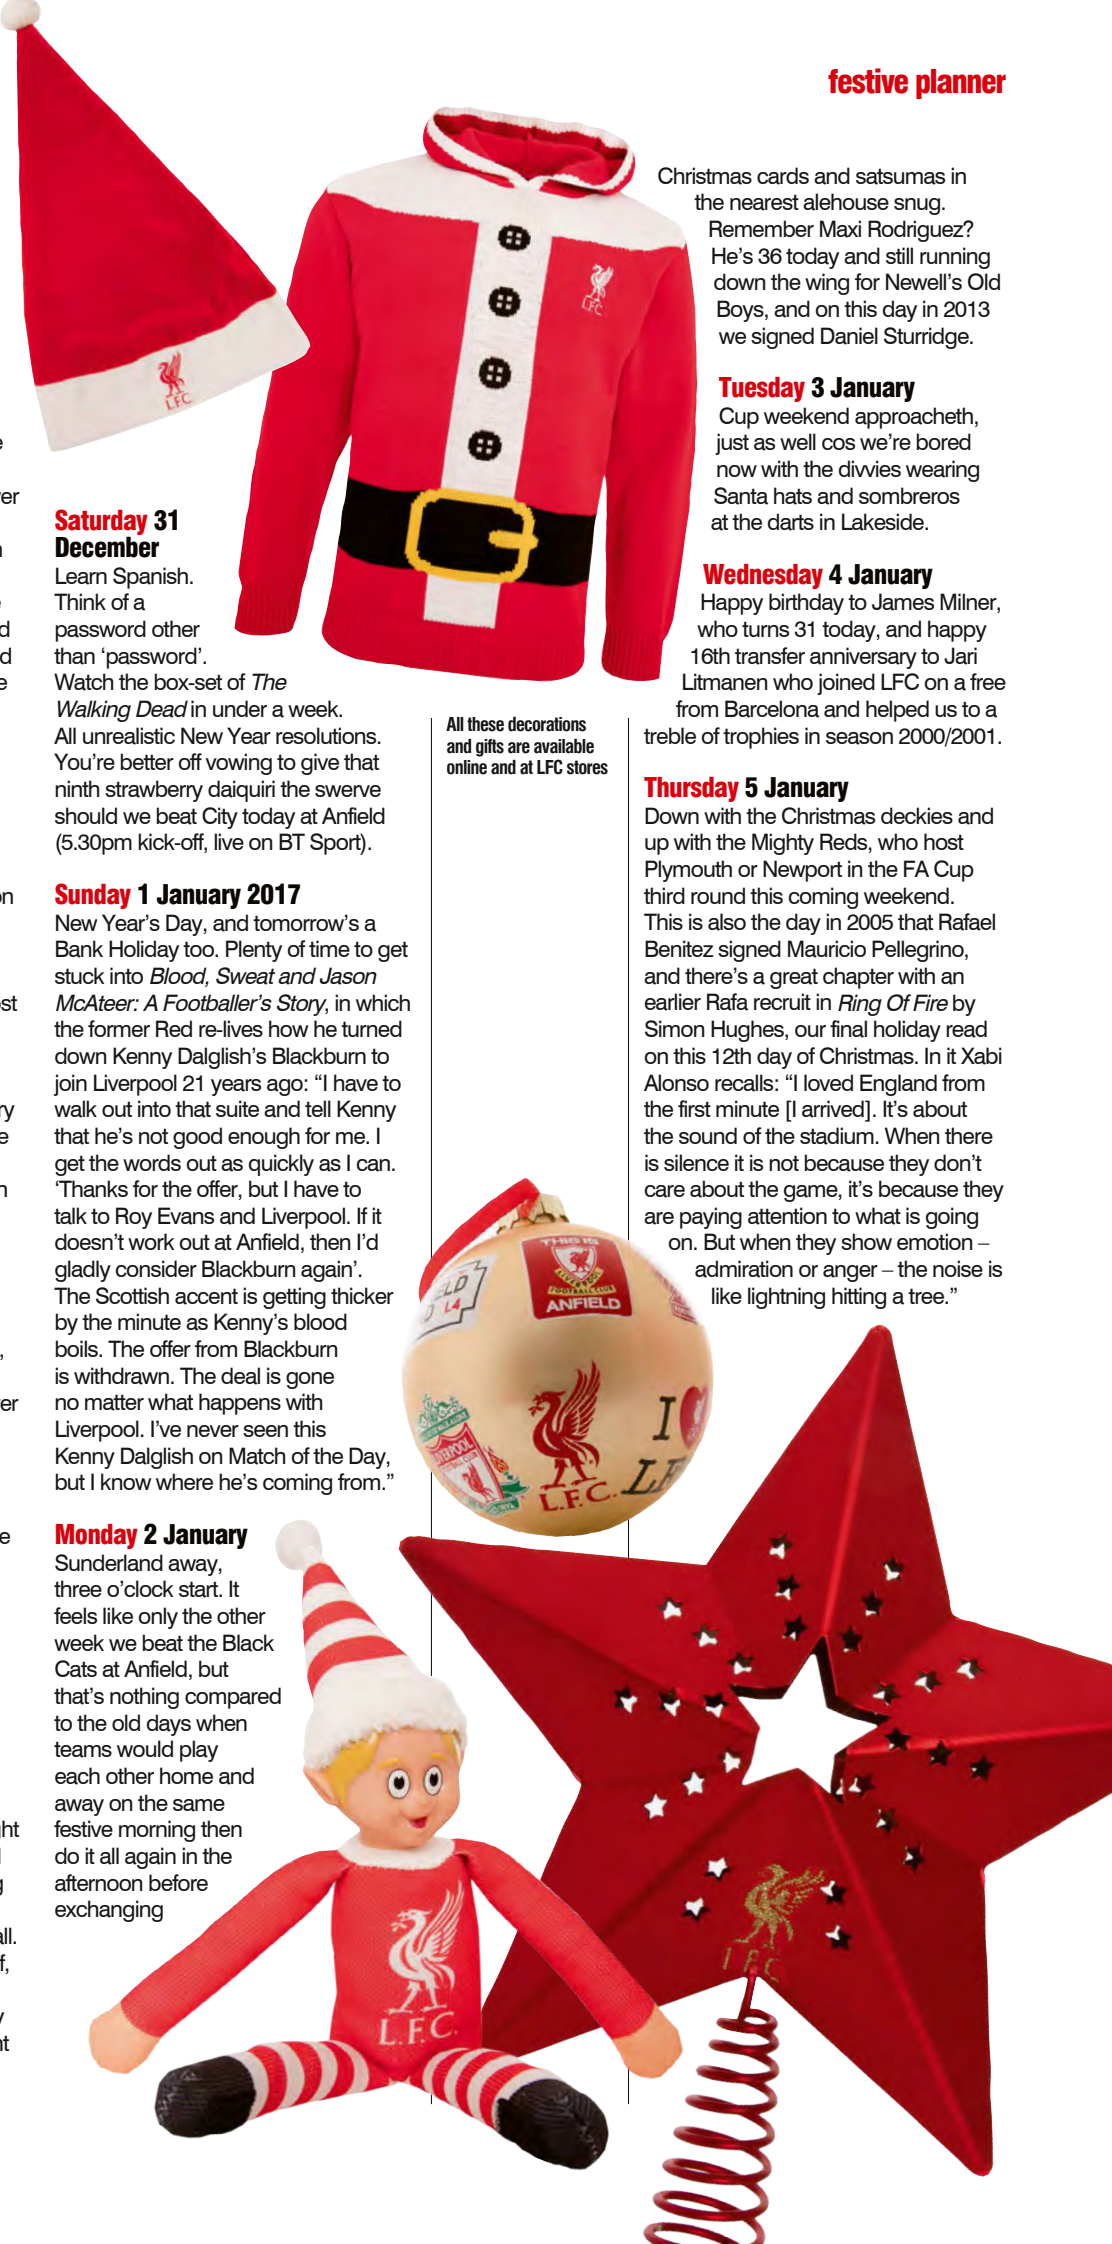 festive planner
Saturday 31
December
Learn Spanish.
Think of a
password other
than ‘password’.
Watch the box-set of The
Walking Dead in under a week.
All unrealistic New Year resolutions.
You’re better off vowing to give that
ninth strawberry daiquiri the swerve
should we beat City today at Anfield
(5.30pm kick-off, live on BT Sport).
Sunday 1 January 2017
New Year’s Day, and tomorrow’s a
Bank Holiday too. Plenty of time to get
stuck into Blood, Sweat and Jason
McAteer: A Footballer’s Story, in which
the former Red re-lives how he turned
down Kenny Dalglish’s Blackburn to
join Liverpool 21 years ago: “I have to
walk out into that suite and tell Kenny
that he’s not good enough for me. I
get the words out as quickly as I can.
‘Thanks for the offer, but I have to
talk to Roy Evans and Liverpool. If it
doesn’t work out at Anfield, then I’d
gladly consider Blackburn again’.
The Scottish accent is getting thicker
by the minute as Kenny’s blood
boils. The offer from Blackburn
is withdrawn. The deal is gone
no matter what happens with
Liverpool. I’ve never seen this
Kenny Dalglish on Match of the Day,
but I know where he’s coming from.”
Monday 2 January
Sunderland away,
three o’clock start. It
feels like only the other
week we beat the Black
Cats at Anfield, but
that’s nothing compared
to the old days when
teams would play
each other home and
away on the same
festive morning then
do it all again in the
afternoon before
exchanging
Christmas cards and satsumas in
the nearest alehouse snug.
Remember Maxi Rodriguez?
He’s 36 today and still running
down the wing for Newell’s Old
Boys, and on this day in 2013
we signed Daniel Sturridge.
Tuesday 3 January
Cup weekend approacheth,
just as well cos we’re bored
now with the divvies wearing
Santa hats and sombreros
at the darts in Lakeside.
Wednesday 4 January
Happy birthday to James Milner,
who turns 31 today, and happy
16th transfer anniversary to Jari
Litmanen who joined LFC on a free
from Barcelona and helped us to a
treble of trophies in season 2000/2001.
Thursday 5 January
Down with the Christmas deckies and
up with the Mighty Reds, who host
Plymouth or Newport in the FA Cup
third round this coming weekend.
This is also the day in 2005 that Rafael
Benitez signed Mauricio Pellegrino,
and there’s a great chapter with an
earlier Rafa recruit in Ring Of Fire by
Simon Hughes, our final holiday read
on this 12th day of Christmas. In it Xabi
Alonso recalls: “I loved England from
the first minute [I arrived]. It’s about
the sound of the stadium. When there
is silence it is not because they don’t
care about the game, it’s because they
are paying attention to what is going
on. But when they show emotion –
admiration or anger – the noise is
like lightning hitting a tree.”
All these decorations
and gifts are available
online and at LFC stores
LFC
LFC
THIS IS
LIVERPOOL
FOOTBALL CLUB
ANFIELD
L4
I
L.F.C.
L.F.C.
LFC